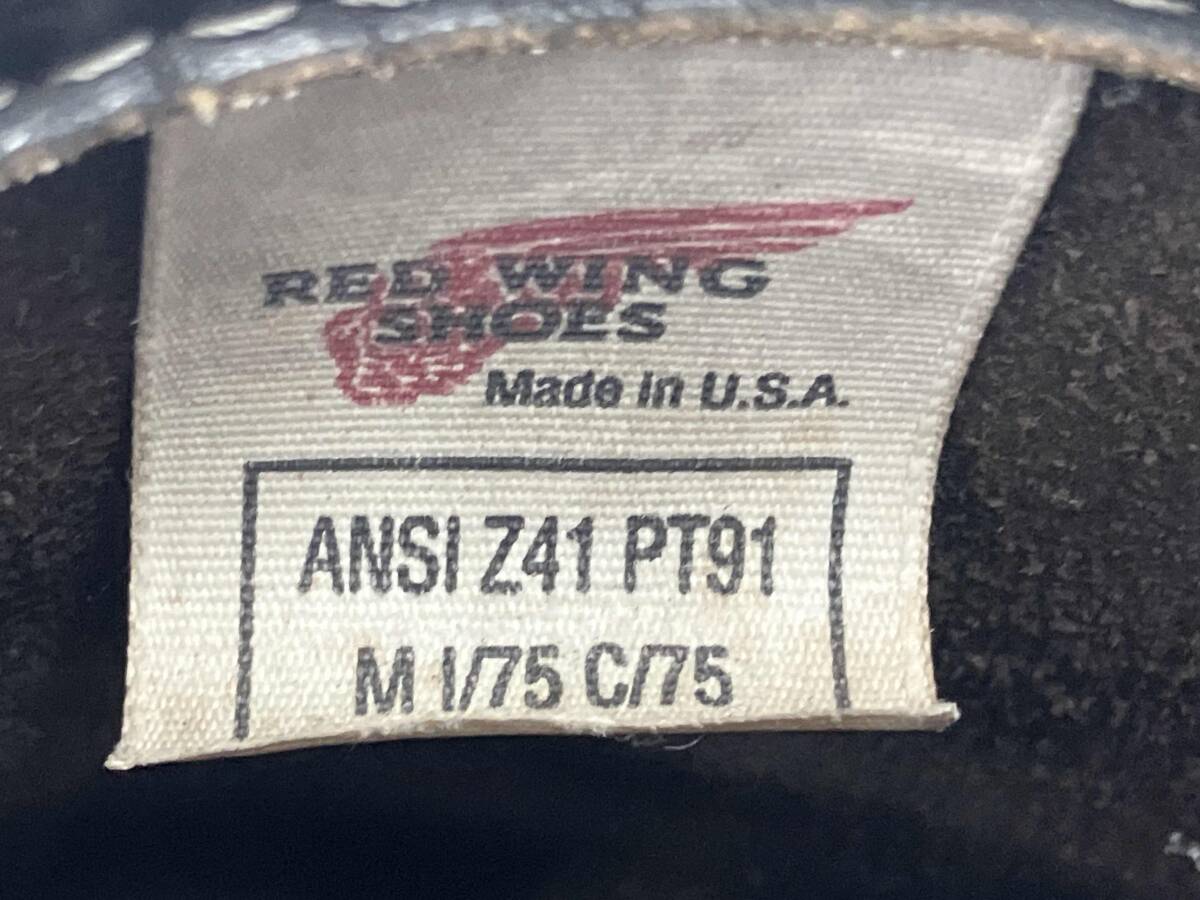 RED WING
SHOES
Made in U.S.A.
ANSI Z41 PT91
M I/75 C/75